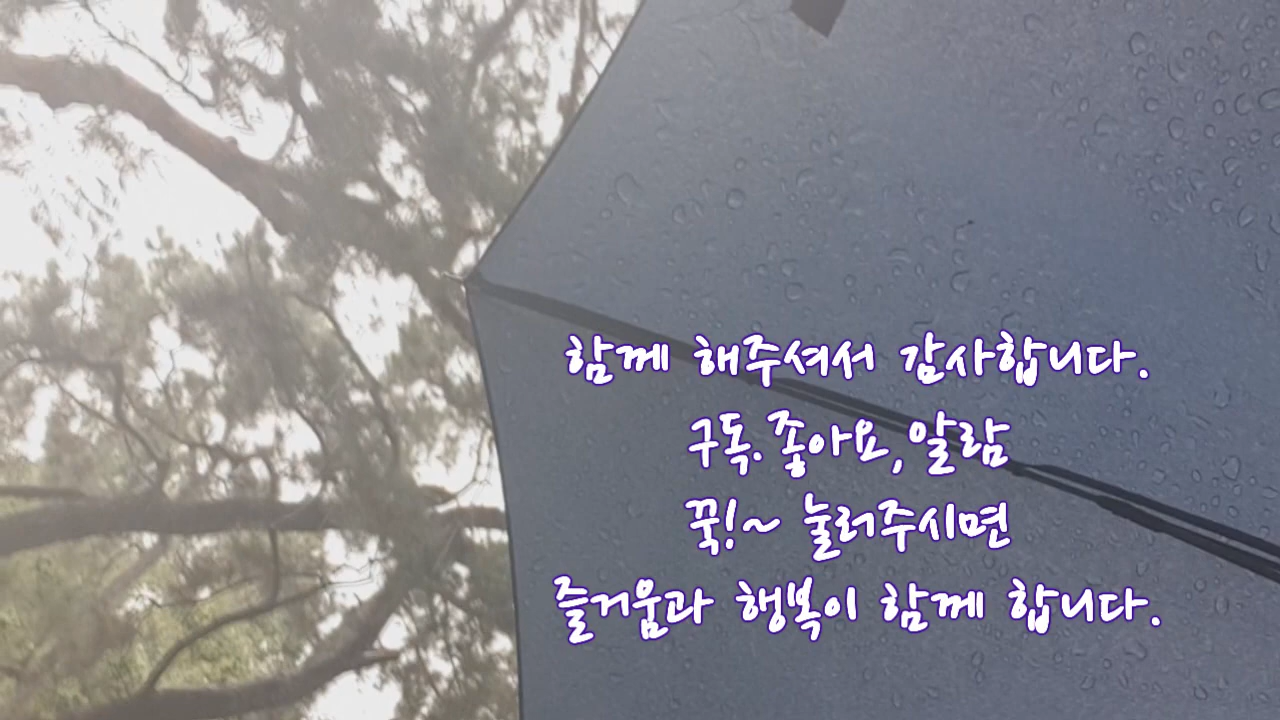 함께 해주셔서 감사합니다.
구독.좋아요, 알람
꾹!~ 눌러주시면
즐거움과 행복이 함께 합니다.